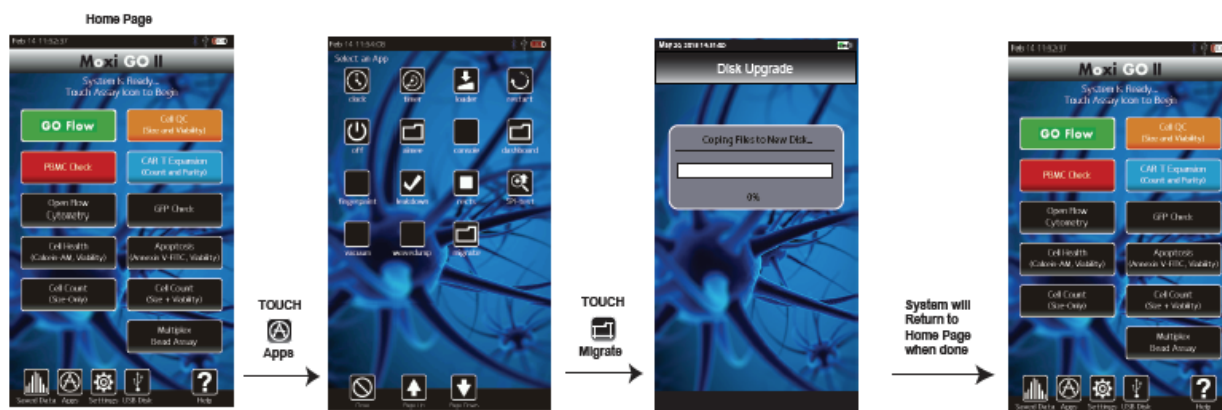 Home Page
Feb 14 11:52:37
Moxi GO II
System Is Ready...
Touch Assay Icon to Begin
GO Flow
Cell QC
(Size and Viability)
PBMC Check
CAR T Expansion
(Count and Purity)
Open Flow
Cytometry
GFP Check
Cell Health
(Calcein-AM, Viability)
Apoptosis
(Annexin V-FITC, Viability)
Cell Count
(Size-Only)
Cell Count
(Size + Viability)
Multiplex
Bead Assay
Saved Data Apps Settings USB Disk Help
TOUCH
Apps
Feb 14 11:54:08
Select an App
clock timer loader restart
off console dashboard
fingerprint leakdown
vacuum wavedump migrate
Close Page Up Page Down
TOUCH
Migrate
Disk Upgrade
Coping Files to New Disk...
0%
System will
Return to
Home Page
when done
Feb 14 11:52:37
Moxi GO II
System Is Ready...
Touch Assay Icon to Begin
GO Flow
Cell QC
(Size and Viability)
PBMC Check
CAR T Expansion
(Count and Purity)
Open Flow
Cytometry
GFP Check
Cell Health
(Calcein-AM, Viability)
Apoptosis
(Annexin V-FITC, Viability)
Cell Count
(Size-Only)
Cell Count
(Size + Viability)
Multiplex
Bead Assay
Saved Data Apps Settings USB Disk Help